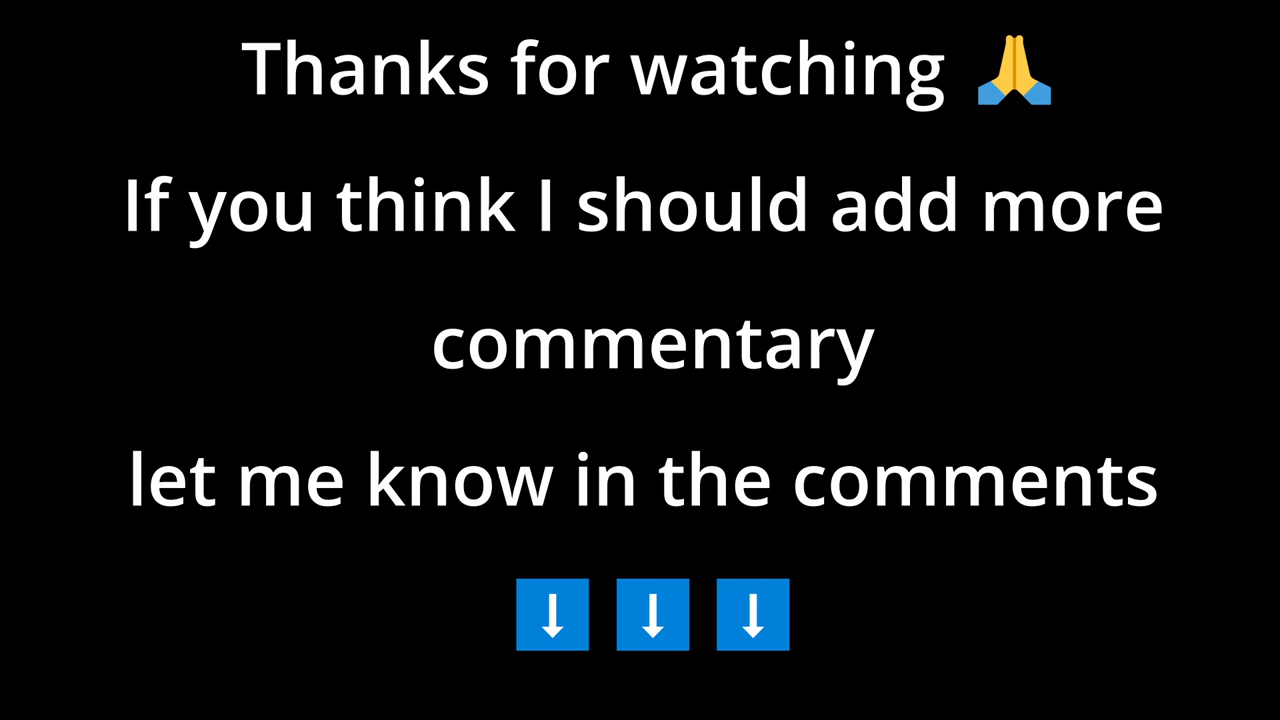 Thanks for watching 🙏
If you think I should add more
commentary
let me know in the comments
⬇️ ⬇️ ⬇️